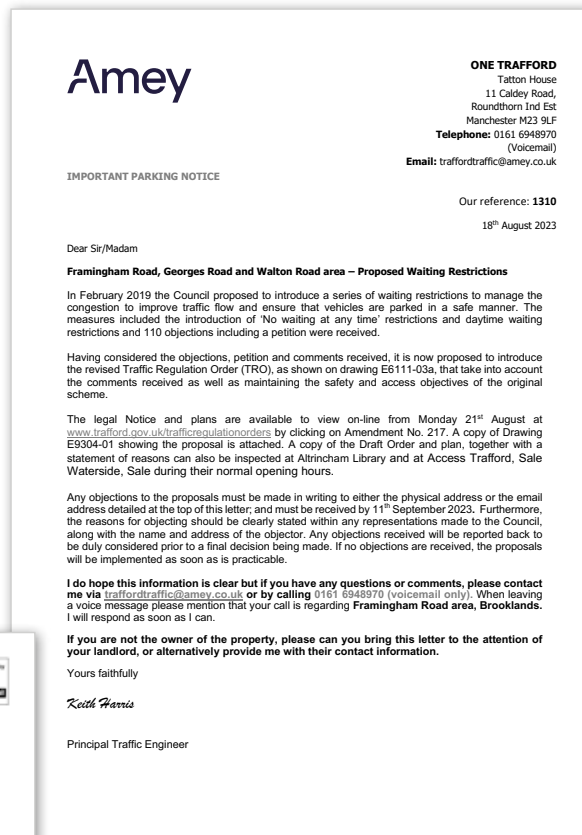 Amey
ONE TRAFFORD
Tatton House
11 Caldey Road,
Roundthorn Ind Est
Manchester M23 9LF
Telephone: 0161 6948970
(Voicemail)
Email: traffordtraffic@amey.co.uk
IMPORTANT PARKING NOTICE
Our reference: 1310
18th August 2023
Dear Sir/Madam
Framingham Road, Georges Road and Walton Road area – Proposed Waiting Restrictions
In February 2019 the Council proposed to introduce a series of waiting restrictions to manage the
congestion to improve traffic flow and ensure that vehicles are parked in a safe manner. The
measures included the introduction of ‘No waiting at any time’ restrictions and daytime waiting
restrictions and 110 objections including a petition were received.
Having considered the objections, petition and comments received, it is now proposed to introduce
the revised Traffic Regulation Order (TRO), as shown on drawing E6111-03a, that take into account
the comments received as well as maintaining the safety and access objectives of the original
scheme.
The legal Notice and plans are available to view on-line from Monday 21st August at
www.trafford.gov.uk/trafficregulationorders by clicking on Amendment No. 217. A copy of Drawing
E9304-01 showing the proposal is attached. A copy of the Draft Order and plan, together with a
statement of reasons can also be inspected at Altrincham Library and at Access Trafford, Sale
Waterside, Sale during their normal opening hours.
Any objections to the proposals must be made in writing to either the physical address or the email
address detailed at the top of this letter; and must be received by 11th September 2023. Furthermore,
the reasons for objecting should be clearly stated within any representations made to the Council,
along with the name and address of the objector. Any objections received will be reported back to
be duly considered prior to a final decision being made. If no objections are received, the proposals
will be implemented as soon as is practicable.
I do hope this information is clear but if you have any questions or comments, please contact
me via traffordtraffic@amey.co.uk or by calling 0161 6948970 (voicemail only). When leaving
a voice message please mention that your call is regarding Framingham Road area, Brooklands.
I will respond as soon as I can.
If you are not the owner of the property, please can you bring this letter to the attention of
your landlord, or alternatively provide me with their contact information.
Yours faithfully
Keith Harris
Principal Traffic Engineer